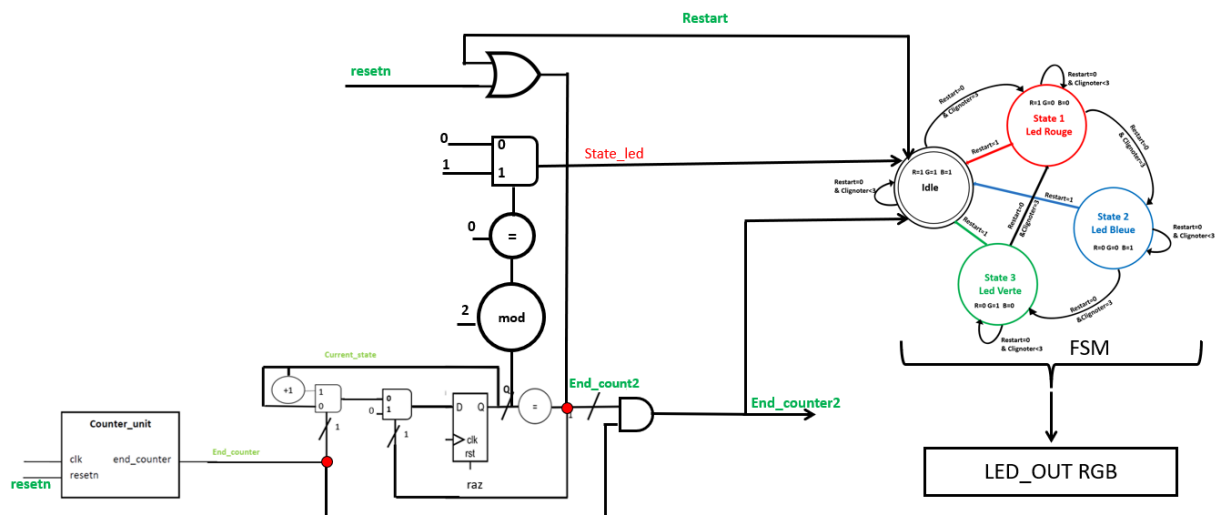 Restart
resetn
0
1
0
1
State_led
0
=
2
mod
Current_state
+1
1
0
1
0
0
1
1
D Q
clk
rst
raz
Q
=
End_count2
1
End_counter2
Counter_unit
clk end_counter
resetn
resetn
End_counter
Restart=0
& Clignoter<3
R=1 G=0 B=0
State 1
Led Rouge
Restart=0
& Clignoter=3
Restart=0
& Clignoter=3
Restart=1
R=1 G=1 B=1
Idle
Restart=0
& Clignoter<3
Restart=1
State 2
Led Bleue
R=0 G=0 B=1
Restart=0
& Clignoter<3
Restart=0
&Clignoter=3
Restart=1
State 3
Led Verte
R=0 G=1 B=0
Restart=0
&Clignoter=3
Restart=0
& Clignoter<3
FSM
LED_OUT RGB